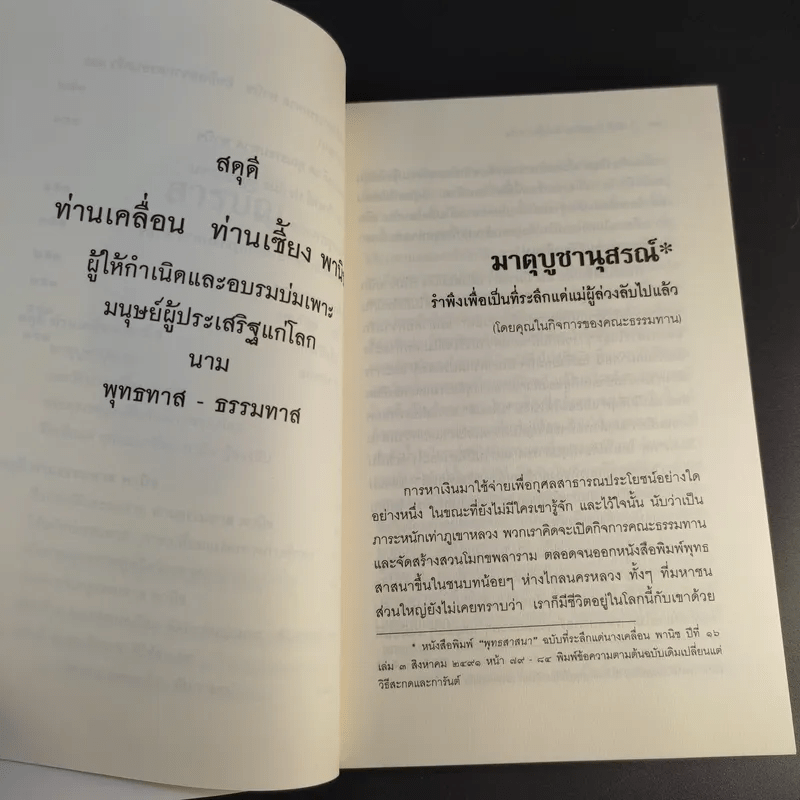 สดุดี
ท่านเคลื่อน ท่านเซี้ยง
ผู้ให้กำเนิดและอบรมบ่มเพาะ
มนุษย์ผู้ประเสริฐแก่โลก
นาม
พุทธทาส - ธรรมทาส
มาตุบูชานุสรณ์*
รำพึงเพื่อเป็นที่ระลึกแด่แม่ผู้ล่วงลับไปแล้ว
(โดยคุณในกิจการของคณะธรรมทาน)
การหาเงินมาใช้จ่ายเพื่อกุศลสาธารณประโยชน์อย่างใด
อย่างหนึ่ง ในขณะที่ยังไม่มีใครเขารู้จัก และไว้ใจนั้น นับว่าเป็น
ภาระหนักเท่าภูเขาหลวง พวกเราคิดจะเปิดกิจการคณะธรรมทาน
และจัดสร้างสวนโมกขพลาราม ตลอดจนออกหนังสือพิมพ์พุทธ
สาสนาขึ้นในชนบทน้อยๆ ห่างไกลนครหลวง ทั้งๆ ที่มหาชน
ส่วนใหญ่ยังไม่เคยทราบว่า เราก็มีชีวิตอยู่ในโลกนี้กับเขาด้วย
* หนังสือพิมพ์ "พุทธสาสนา" ฉบับที่ระลึกแด่นางเคลื่อน พานิช ปีที่ ๑๖
เล่ม ๓ สิงหาคม ๒๔๙๑ หน้า ๗๙ - ๘๔ พิมพ์ข้อความตามต้นฉบับเดิมเปลี่ยนแต่
วิธีสะกดและการันต์